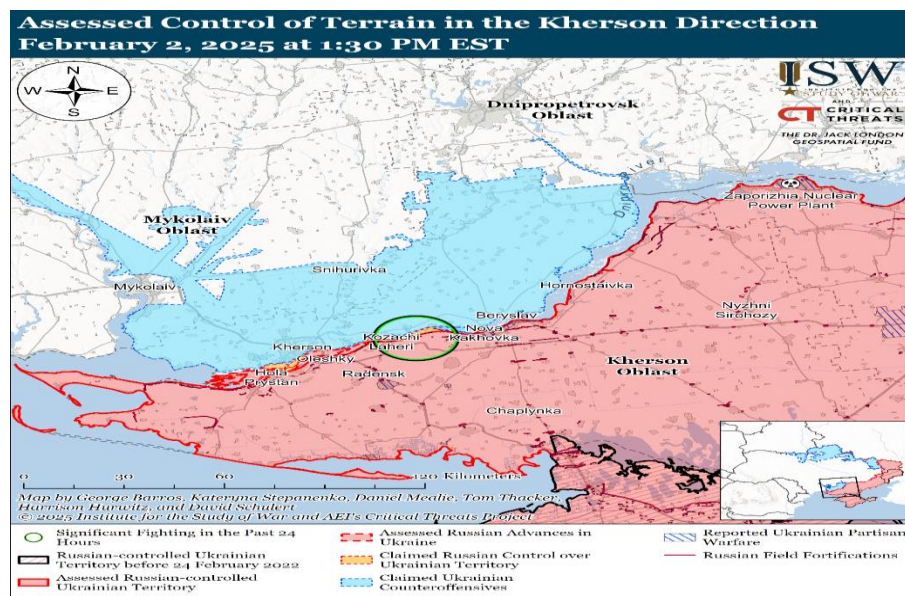 Assessed Control of Terrain in the Kherson Direction
February 2, 2025 at 1:30 PM EST
N
W E
S
ISW
STUDY OF WAR
AND
CT CRITICAL
THREATS
THE DR. JACK LONDON
GEOSPATIAL FUND
Dnipropetrovsk
Oblast
Dnipro River
Zaporizhia Nuclear
Power Plant
Mykolaiv
Oblast
Snihurivka
Mykolaiv
Hornostaivka
Nyzhni
Sirohozy
Beryslav
Nova
Kakhovka
Kozachi
Laheri
Kherson
Oleshky
Hola
Prystan
Radensk
Kherson
Oblast
Chaplynka
0 30 60 120 Kilometers
Map by George Barros, Kateryna Stepanenko, Daniel Mealie, Tom Thacker,
Harrison Hurwitz, and David Schulert
© 2025 Institute for the Study of War and AEI's Critical Threats Project
Significant Fighting in the Past 24
Hours
Russian-controlled Ukrainian
Territory before 24 February 2022
Assessed Russian-controlled
Ukrainian Territory
Assessed Russian Advances in
Ukraine
Claimed Russian Control over
Ukrainian Territory
Claimed Ukrainian
Counteroffensives
Reported Ukrainian Partisan
Warfare
Russian Field Fortifications